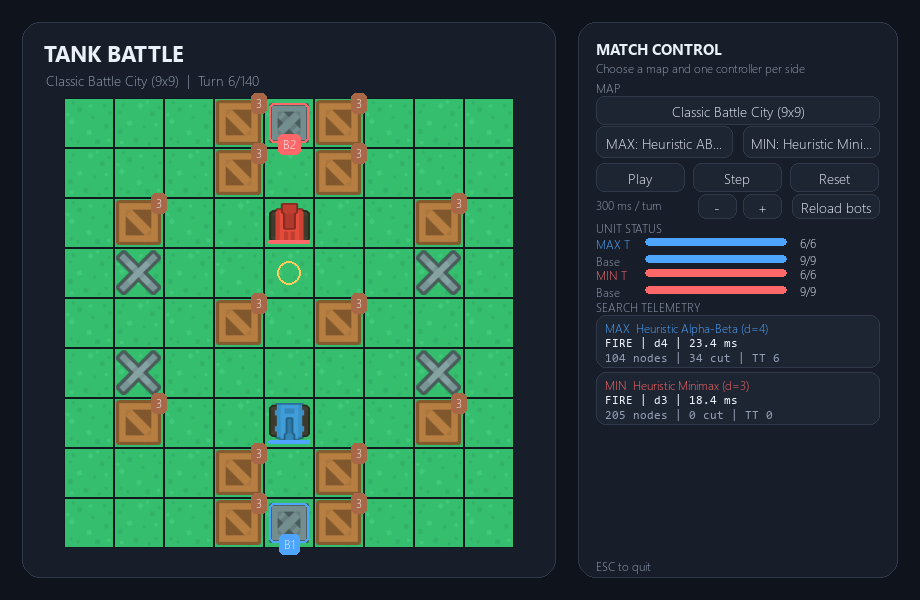 TANK BATTLE
Classic Battle City (9x9) | Turn 6/140
3 3
B2
3 3
3 3
3 3
3 3
3 3
3 3
B1
MATCH CONTROL
Choose a map and one controller per side
MAP
Classic Battle City (9x9)
MAX: Heuristic AB... MIN: Heuristic Mini...
Play Step Reset
300 ms / turn - + Reload bots
UNIT STATUS
MAX T 6/6
Base 9/9
MIN T 6/6
Base 9/9
SEARCH TELEMETRY
MAX Heuristic Alpha-Beta (d=4)
FIRE | d4 | 23.4 ms
104 nodes | 34 cut | TT 6
MIN Heuristic Minimax (d=3)
FIRE | d3 | 18.4 ms
205 nodes | 0 cut | TT 0
ESC to quit